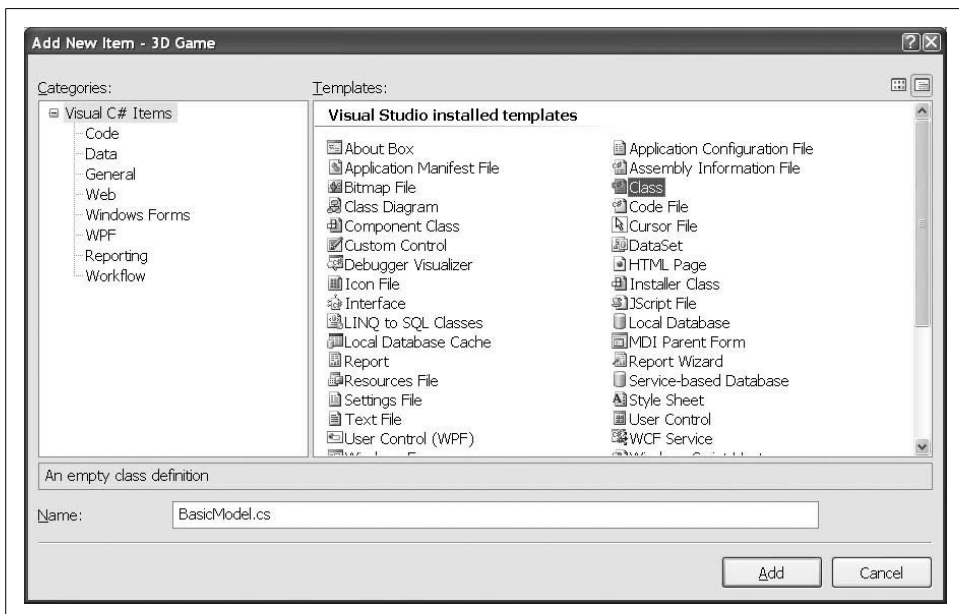 Add New Item - 3D Game
Categories:
Templates:
Visual C# Items
Code
Data
General
Web
Windows Forms
WPF
Reporting
Workflow
Visual Studio installed templates
About Box
Application Manifest File
Bitmap File
Class Diagram
Component Class
Custom Control
Debugger Visualizer
Icon File
Interface
LINQ to SQL Classes
Local Database Cache
Report
Resources File
Settings File
Text File
User Control (WPF)
Application Configuration File
Assembly Information File
Class
Code File
Cursor File
DataSet
HTML Page
Installer Class
JScript File
Local Database
MDI Parent Form
Report Wizard
Service-based Database
Style Sheet
User Control
WCF Service
An empty class definition
Name:
BasicModel.cs
Add
Cancel